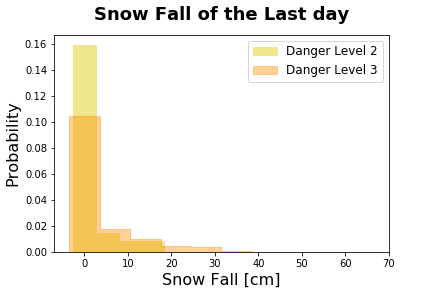 Snow Fall of the Last day
Probability
0.16
0.14
0.12
0.10
0.08
0.06
0.04
0.02
0.00
Danger Level 2
Danger Level 3
0 10 20 30 40 50 60 70
Snow Fall [cm]